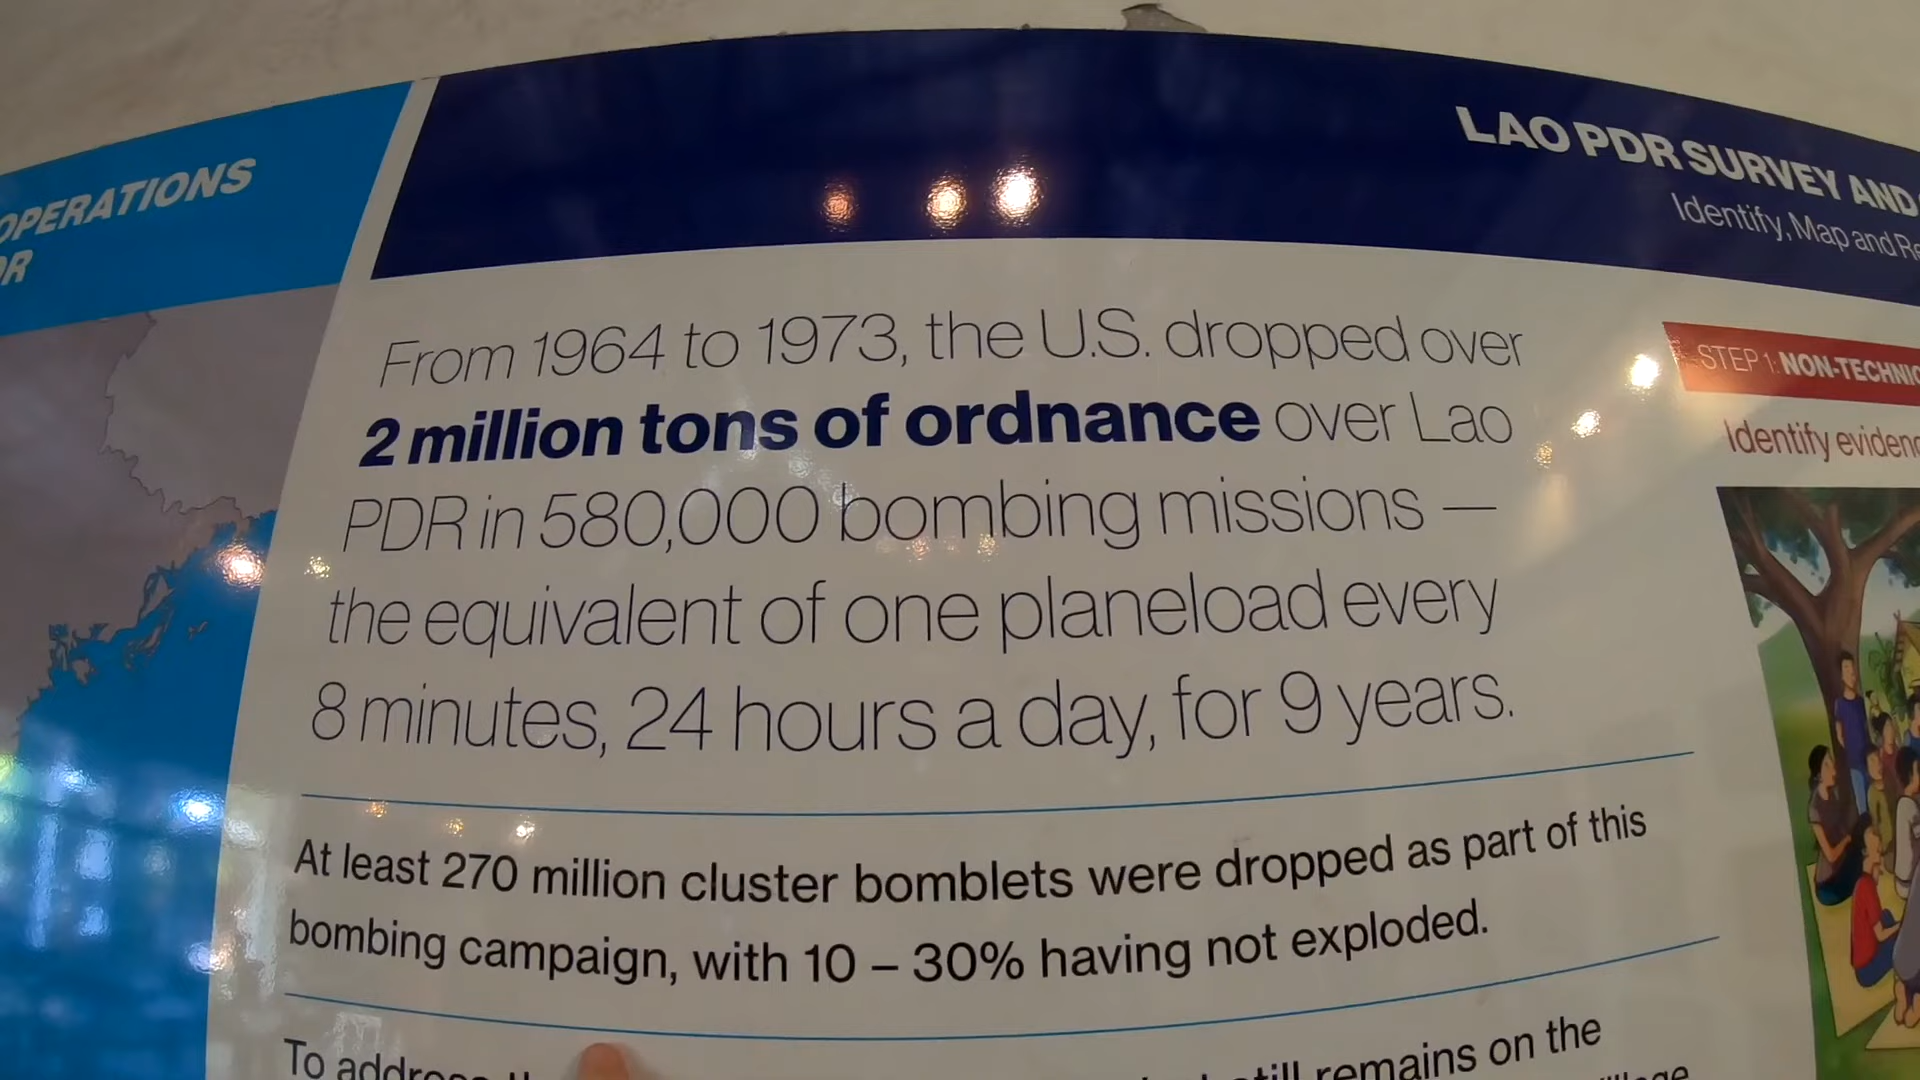 OPERATIONS
LAO PDR SURVEY AND
Identify, Map and
From 1964 to 1973, the U.S. dropped over
2 million tons of ordnance over Lao
PDR in 580,000 bombing missions —
the equivalent of one planeload every
8 minutes, 24 hours a day, for 9 years.
At least 270 million cluster bomblets were dropped as part of this
bombing campaign, with 10 – 30% having not exploded.
To
remains on the
STEP 1: NON-TECHNIC
Identify evidenc